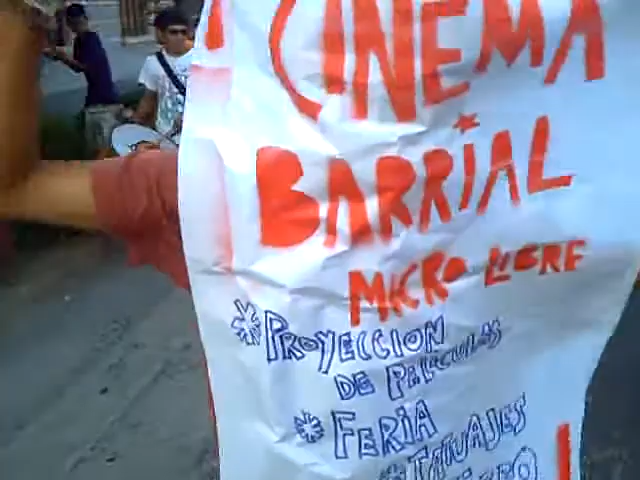 CINEMA
BARRIAL
MICRO LIBRE
* PROYECCION
DE PELICULAS
* FERIA
* TATUAJES